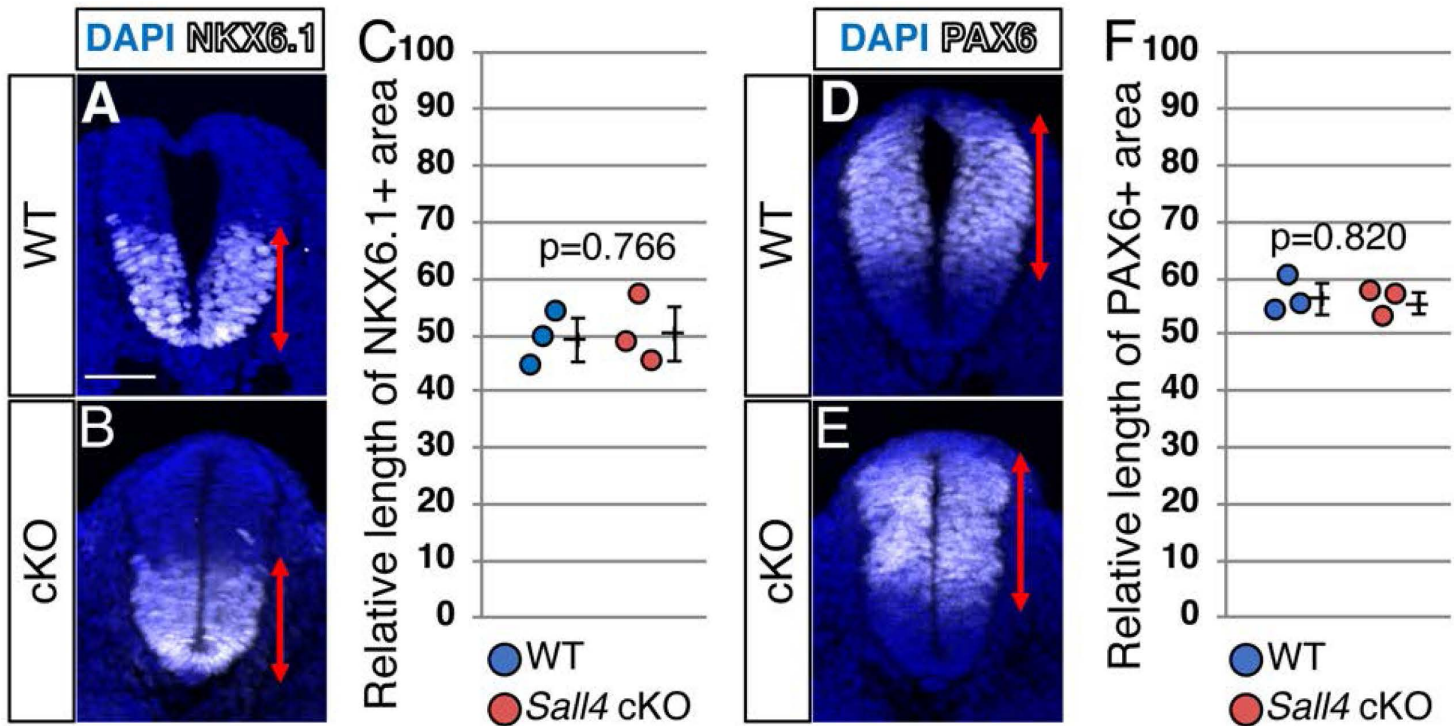 DAPI NKX6.1
WT
A
cKO
B
C
Relative length of NKX6.1+ area
100
90
80
70
60
50
40
30
20
10
0
p=0.766
WT
Sall4 cKO
DAPI PAX6
WT
D
cKO
E
F
Relative length of PAX6+ area
100
90
80
70
60
50
40
30
20
10
0
p=0.820
WT
Sall4 cKO